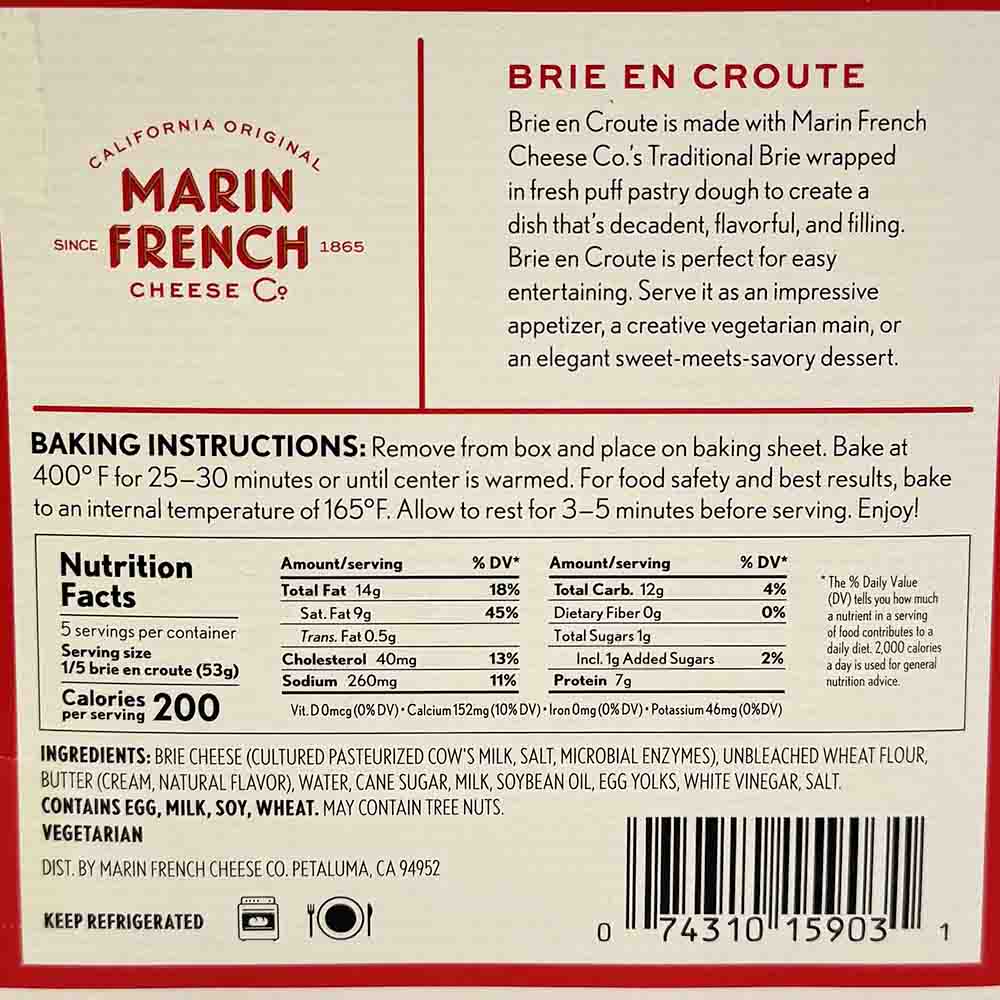 CALIFORNIA ORIGINAL
MARIN
SINCE FRENCH 1865
CHEESE Co
BRIE EN CROUTE
Brie en Croute is made with Marin French
Cheese Co.'s Traditional Brie wrapped
in fresh puff pastry dough to create a
dish that's decadent, flavorful, and filling.
Brie en Croute is perfect for easy
entertaining. Serve it as an impressive
appetizer, a creative vegetarian main, or
an elegant sweet-meets-savory dessert.
BAKING INSTRUCTIONS: Remove from box and place on baking sheet. Bake at
400° F for 25–30 minutes or until center is warmed. For food safety and best results, bake
to an internal temperature of 165°F. Allow to rest for 3–5 minutes before serving. Enjoy!
Nutrition
Facts
5 servings per container
Serving size
1/5 brie en croute (53g)
Calories
per serving 200
Amount/serving % DV*
Total Fat 14g 18%
Sat. Fat 9g 45%
Trans. Fat 0.5g
Cholesterol 40mg 13%
Sodium 260mg 11%
Amount/serving % DV*
Total Carb. 12g 4%
Dietary Fiber 0g 0%
Total Sugars 1g
Incl. 1g Added Sugars 2%
Protein 7g
Vit. D 0mcg (0% DV) • Calcium 152mg (10% DV) • Iron 0mg (0% DV) • Potassium 46mg (0%DV)
* The % Daily Value
(DV) tells you how much
a nutrient in a serving
of food contributes to a
daily diet. 2,000 calories
a day is used for general
nutrition advice.
INGREDIENTS: BRIE CHEESE (CULTURED PASTEURIZED COW'S MILK, SALT, MICROBIAL ENZYMES), UNBLEACHED WHEAT FLOUR,
BUTTER (CREAM, NATURAL FLAVOR), WATER, CANE SUGAR, MILK, SOYBEAN OIL, EGG YOLKS, WHITE VINEGAR, SALT.
CONTAINS EGG, MILK, SOY, WHEAT. MAY CONTAIN TREE NUTS.
VEGETARIAN
DIST. BY MARIN FRENCH CHEESE CO. PETALUMA, CA 94952
KEEP REFRIGERATED
0 74310 15903 1